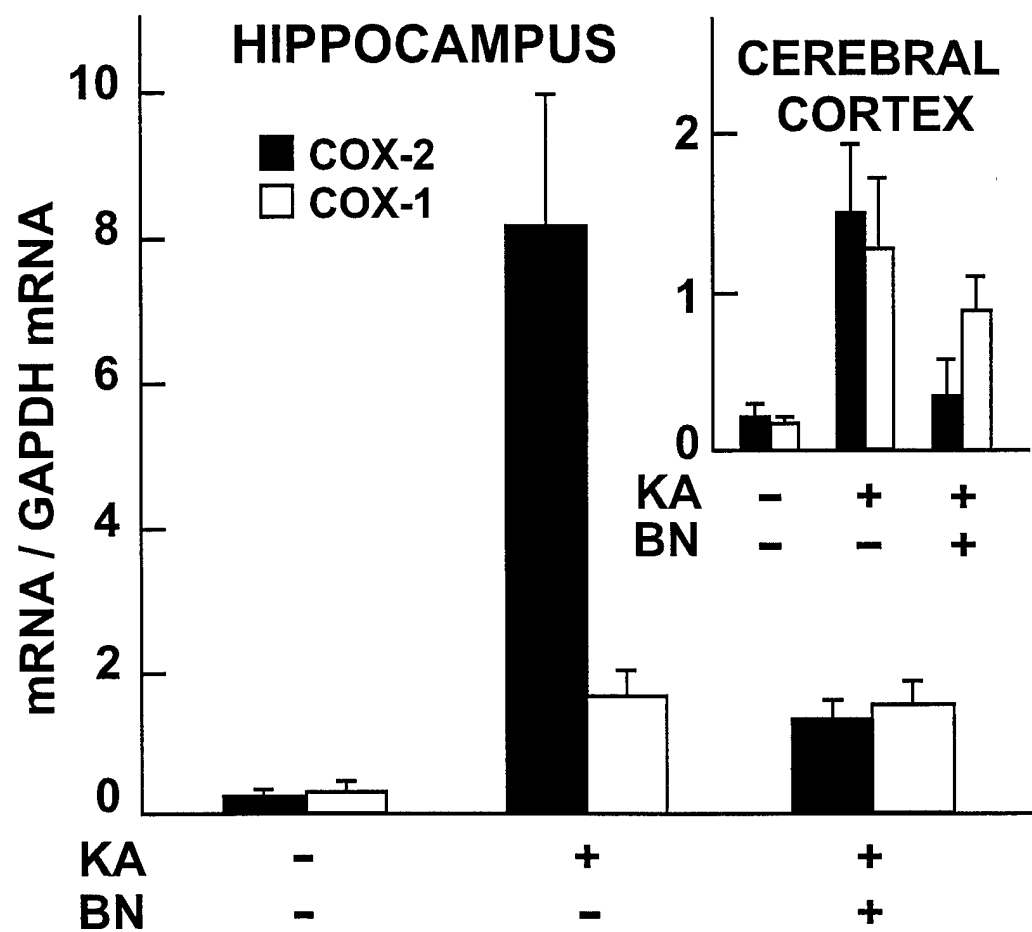 HIPPOCAMPUS
COX-2
COX-1
mRNA / GAPDH mRNA
10
8
6
4
2
0
KA - + +
BN - - +
CEREBRAL
CORTEX
2
1
0
KA - + +
BN - - +